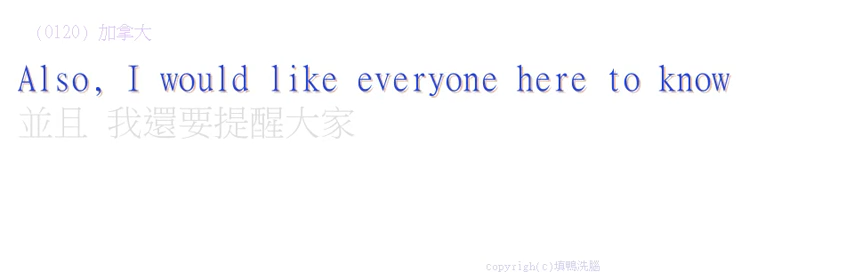 (0120) 加拿大
Also, I would like everyone here to know
並且 我還要提醒大家
Copyrigh(c)填鴨洗腦